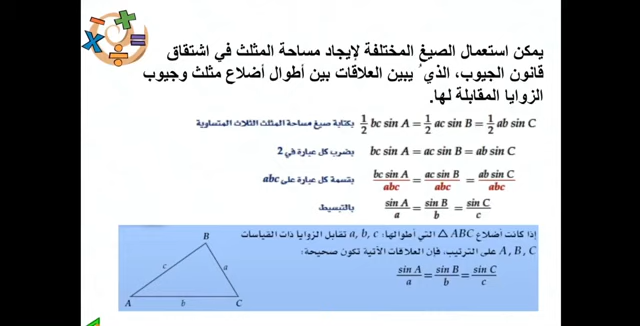 يمكن استعمال الصيغ المختلفة لإيجاد مساحة المثلث في اشتقاق
قانون الجيوب، الذي ُ يبين العلاقات بين أطوال أضلاع مثلث وجيوب
الزوايا المقابلة لها.
بكتابة صيغ مساحة المثلث الثلاث المتساوية 1/2 bc sin A = 1/2 ac sin B = 1/2 ab sin C
بضرب كل عبارة في 2 bc sin A = ac sin B = ab sin C
بقسمة كل عبارة على abc bc sin A/abc = ac sin B/abc = ab sin C/abc
بالتبسيط sin A/a = sin B/b = sin C/c
إذا كانت أضلاع △ ABC التي أطوالها: a, b, c تقابل الزوايا ذات القياسات
A, B, C على الترتيب، فإن العلاقات الآتية تكون صحيحة:
sin A/a = sin B/b = sin C/c
B
c a
A b C